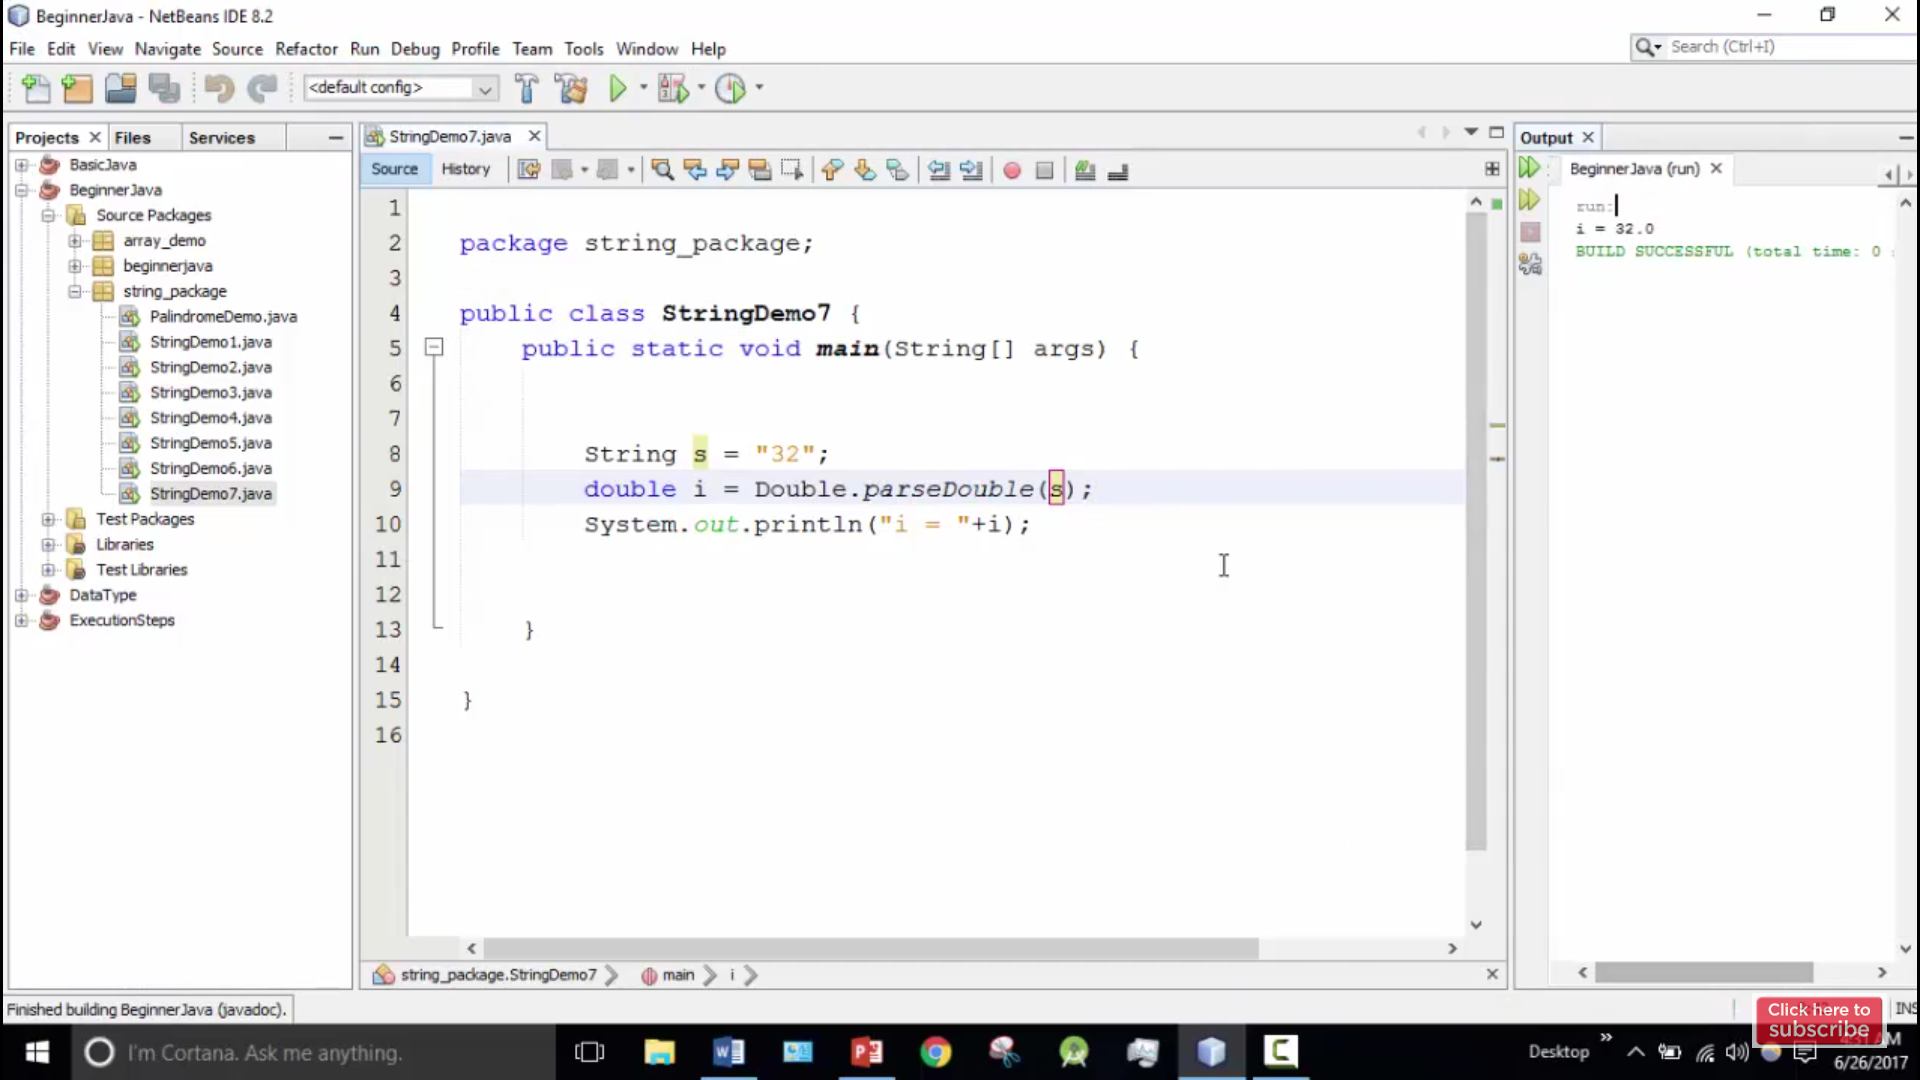 BeginnerJava - NetBeans IDE 8.2
File Edit View Navigate Source Refactor Run Debug Profile Team Tools Window Help
Search (Ctrl+I)
<default config>
Projects Files Services
StringDemo7.java
Output
Source History
BeginnerJava (run)
BasicJava
BeginnerJava
Source Packages
array_demo
beginnerjava
string_package
PalindromeDemo.java
StringDemo1.java
StringDemo2.java
StringDemo3.java
StringDemo4.java
StringDemo5.java
StringDemo6.java
StringDemo7.java
Test Packages
Libraries
Test Libraries
DataType
ExecutionSteps
1
2 package string_package;
3
4 public class StringDemo7 {
5 public static void main(String[] args) {
6
7
8 String s = "32";
9 double i = Double.parseDouble(s);
10 System.out.println("i = "+i);
11
12
13 }
14
15 }
16
run:
i = 32.0
BUILD SUCCESSFUL (total time: 0
string_package.StringDemo7 main i
Finished building BeginnerJava (javadoc).
INS
Click here to
subscribe
I'm Cortana. Ask me anything.
Desktop
6/26/2017